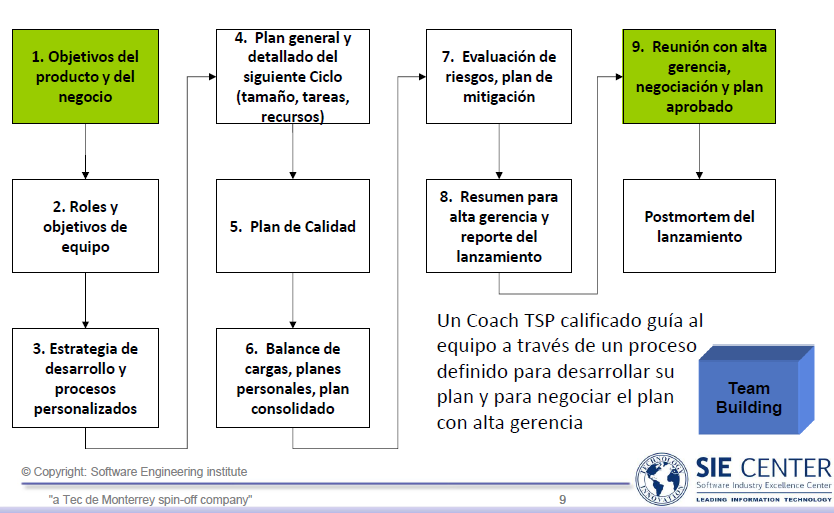 1. Objetivos del
producto y del
negocio
2. Roles y
objetivos de
equipo
3. Estrategia de
desarrollo y
procesos
personalizados
4. Plan general y
detallado del
siguiente Ciclo
(tamaño, tareas,
recursos)
5. Plan de Calidad
6. Balance de
cargas, planes
personales, plan
consolidado
7. Evaluación de
riesgos, plan de
mitigación
8. Resumen para
alta gerencia y
reporte del
lanzamiento
9. Reunión con alta
gerencia,
negociación y plan
aprobado
Postmortem del
lanzamiento
Un Coach TSP calificado guía al
equipo a través de un proceso
definido para desarrollar su
plan y para negociar el plan
con alta gerencia
Team
Building
© Copyright: Software Engineering institute
"a Tec de Monterrey spin-off company"
9
TECHNOLOGY
INNOVATION
SIE CENTER
Software Industry Excellence Center
LEADING INFORMATION TECHNOLOGY